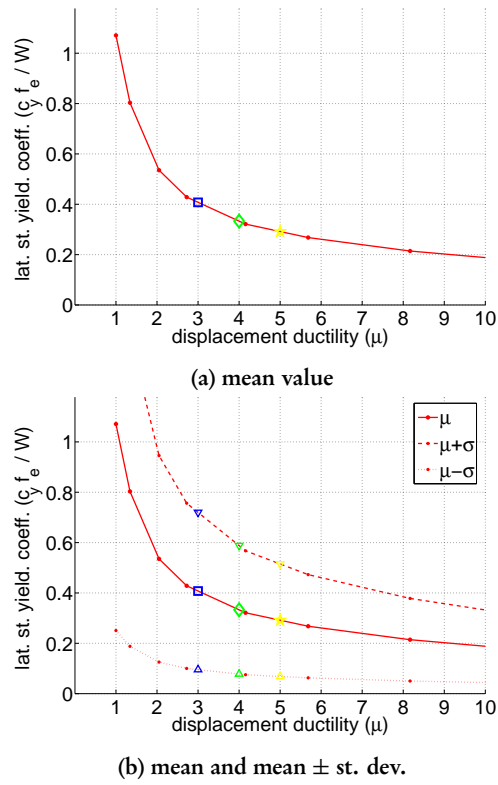 1
0.8
0.6
0.4
0.2
0
lat. st. yield. coeff. (c_y f_e / W)
1 2 3 4 5 6 7 8 9 10
displacement ductility (μ)
(a) mean value
1
0.8
0.6
0.4
0.2
0
lat. st. yield. coeff. (c_y f_e / W)
μ
μ+σ
μ−σ
1 2 3 4 5 6 7 8 9 10
displacement ductility (μ)
(b) mean and mean ± st. dev.